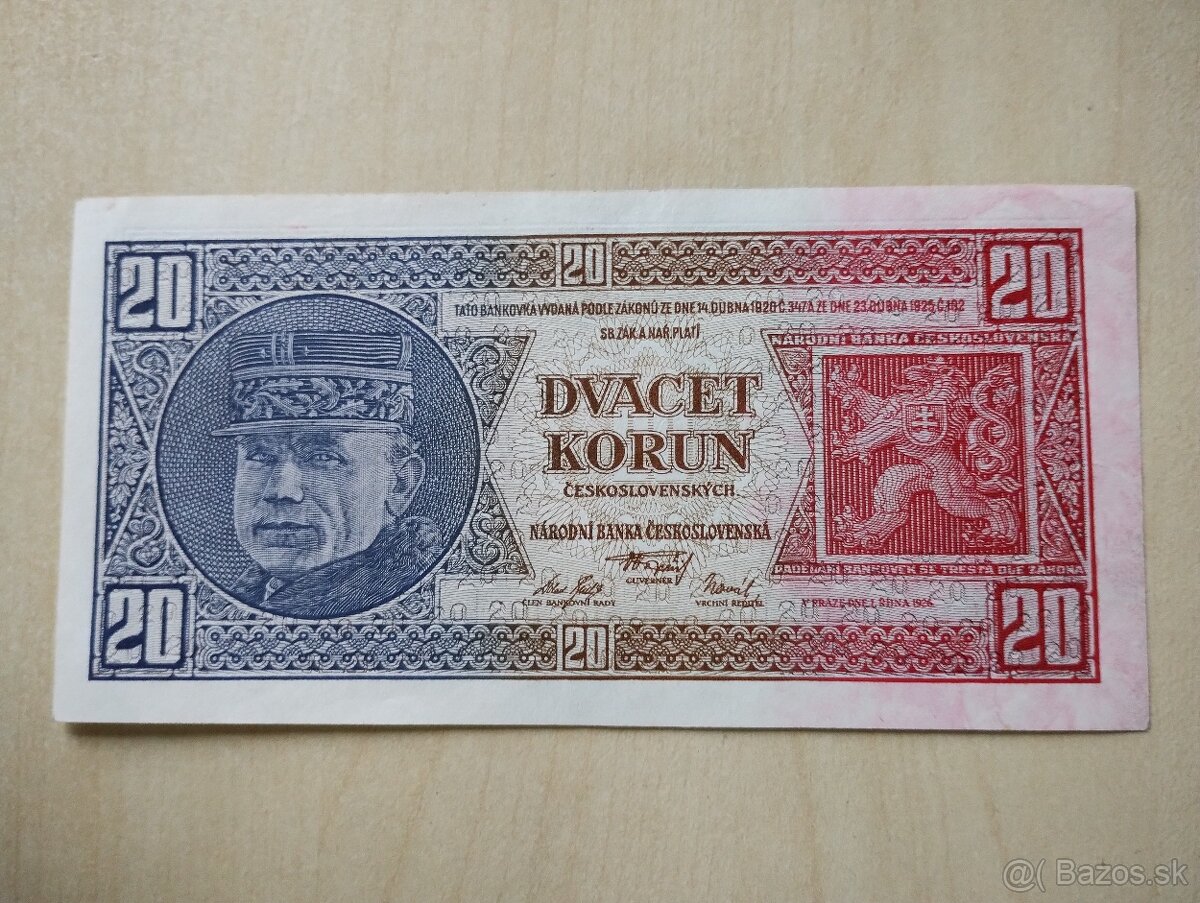 20 20 20
TATO BANKOVKA VYDANÁ PODLE ZÁKONŮ ZE DNE 14. DUBNA 1920 Č. 347 A ZE DNE 23. DUBNA 1925 Č. 102
SB. ZÁK. A NAŘ. PLATÍ
NÁRODNÍ BANKA ČESKOSLOVENSKÁ
DVACET
KORUN
ČESKOSLOVENSKÝCH
NÁRODNÍ BANKA ČESKOSLOVENSKÁ
GUVERNÉR
PADĚLÁNÍ BANKOVEK SE TRESTÁ DLE ZÁKONA
ČLEN BANKOVNÍ RADY VRCHNÍ ŘEDITEL
V PRAZE DNE 1. ŘÍJNA 1926.
20 20 20
@( Bazos.sk